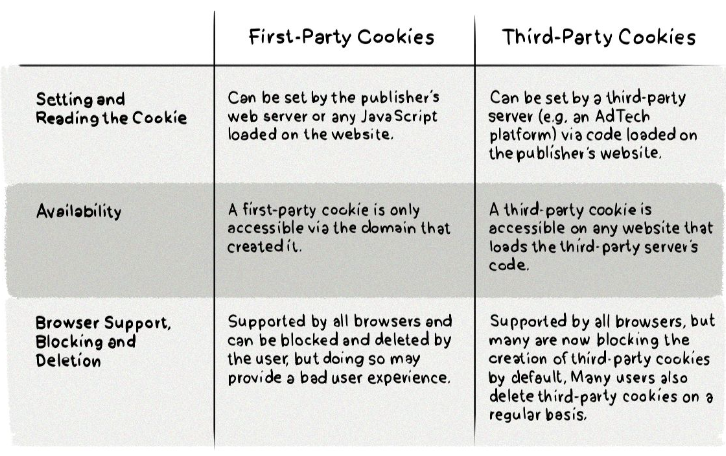 First-Party Cookies
Third-Party Cookies
Setting and
Reading the Cookie
Can be set by the publisher's
web server or any JavaScript
loaded on the website.
Can be set by a third-party
server (e.g. an AdTech
platform) via code loaded on
the publisher's website.
Availability
A first-party cookie is only
accessible via the domain that
created it.
A third-party cookie is
accessible on any website that
loads the third-party server's
code.
Browser Support,
Blocking and
Deletion
Supported by all browsers and
can be blocked and deleted by
the user, but doing so may
provide a bad user experience.
Supported by all browsers, but
many are now blocking the
creation of third-party cookies
by default. Many users also
delete third-party cookies on a
regular basis.